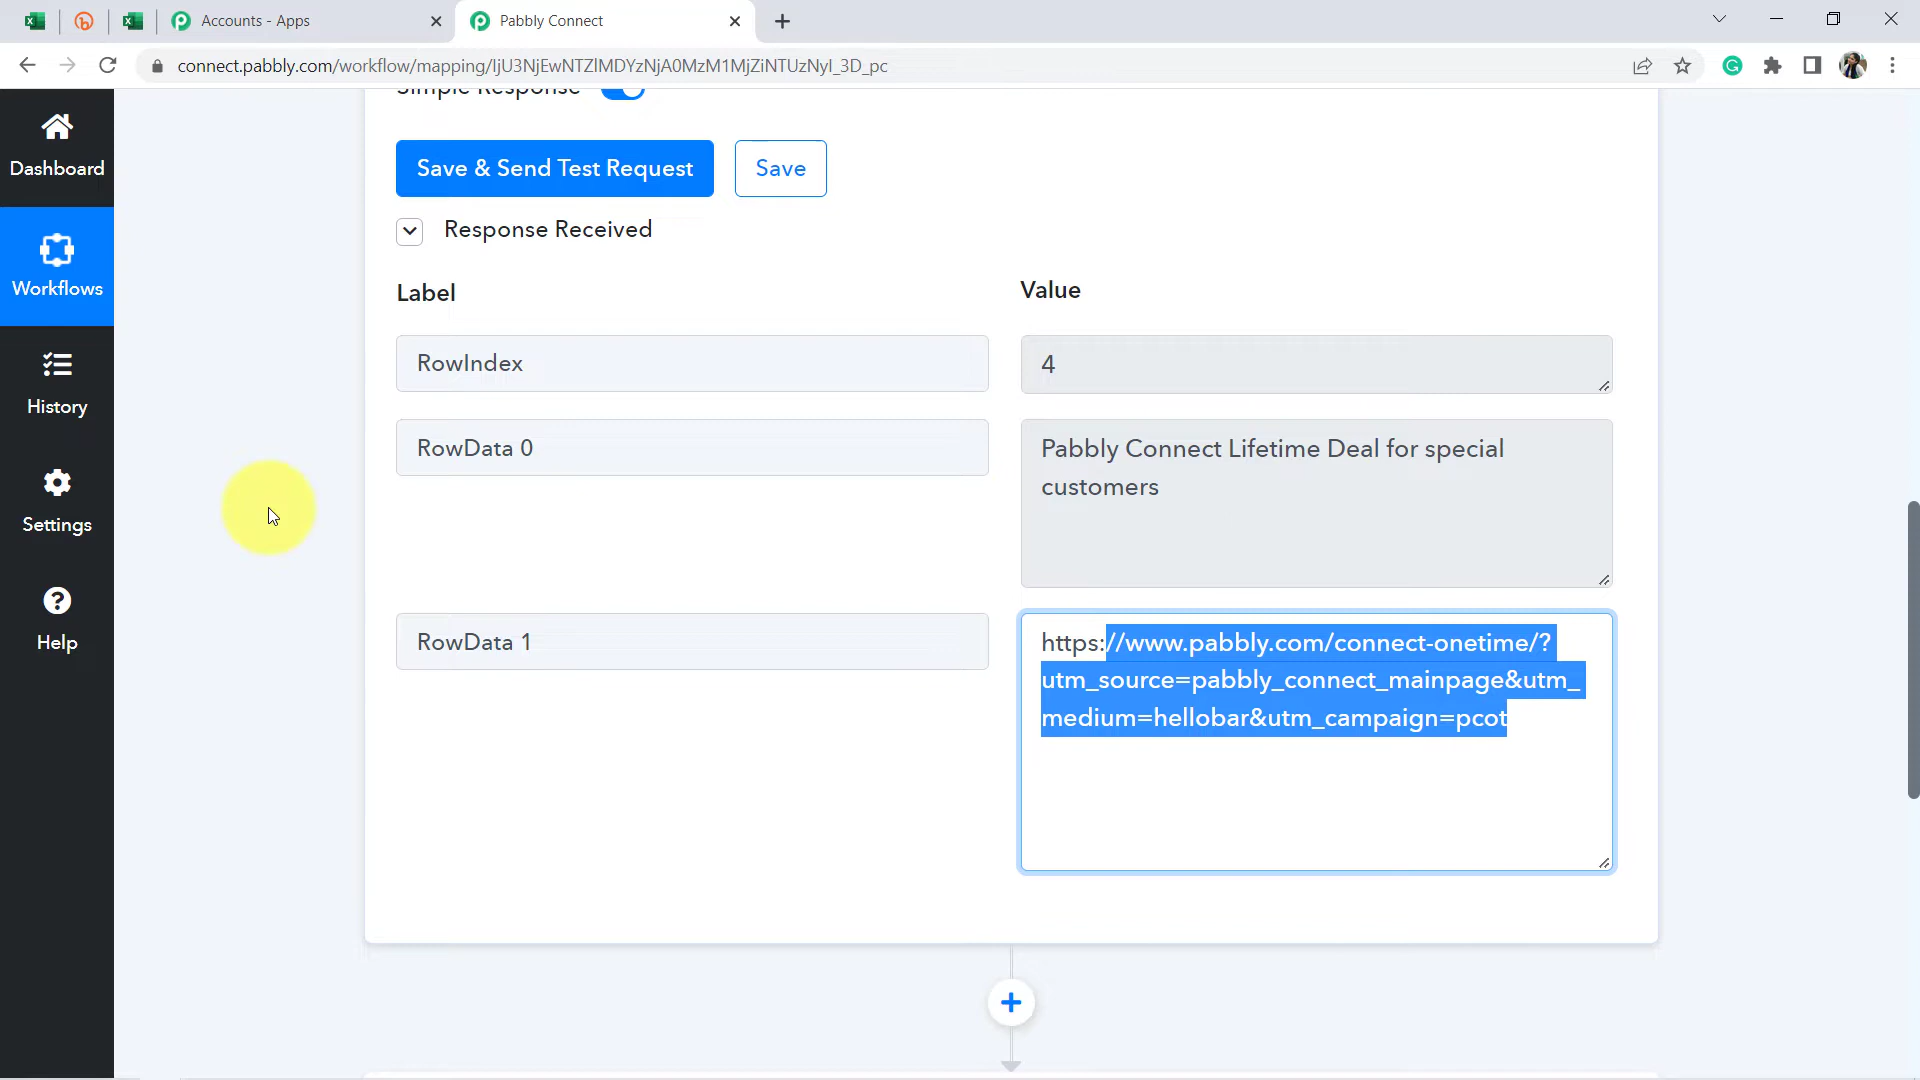 Accounts - Apps
Pabbly Connect
connect.pabbly.com/workflow/mapping/IjU3NjEwNTZlMDYzNjA0MzM1MjZiNTUzNyI_3D_pc
Simple Response
Dashboard
Save & Send Test Request
Save
Response Received
Workflows
Label
Value
RowIndex
4
History
RowData 0
Pabbly Connect Lifetime Deal for special
customers
Settings
Help
RowData 1
https://www.pabbly.com/connect-onetime/?
utm_source=pabbly_connect_mainpage&utm_
medium=hellobar&utm_campaign=pcot